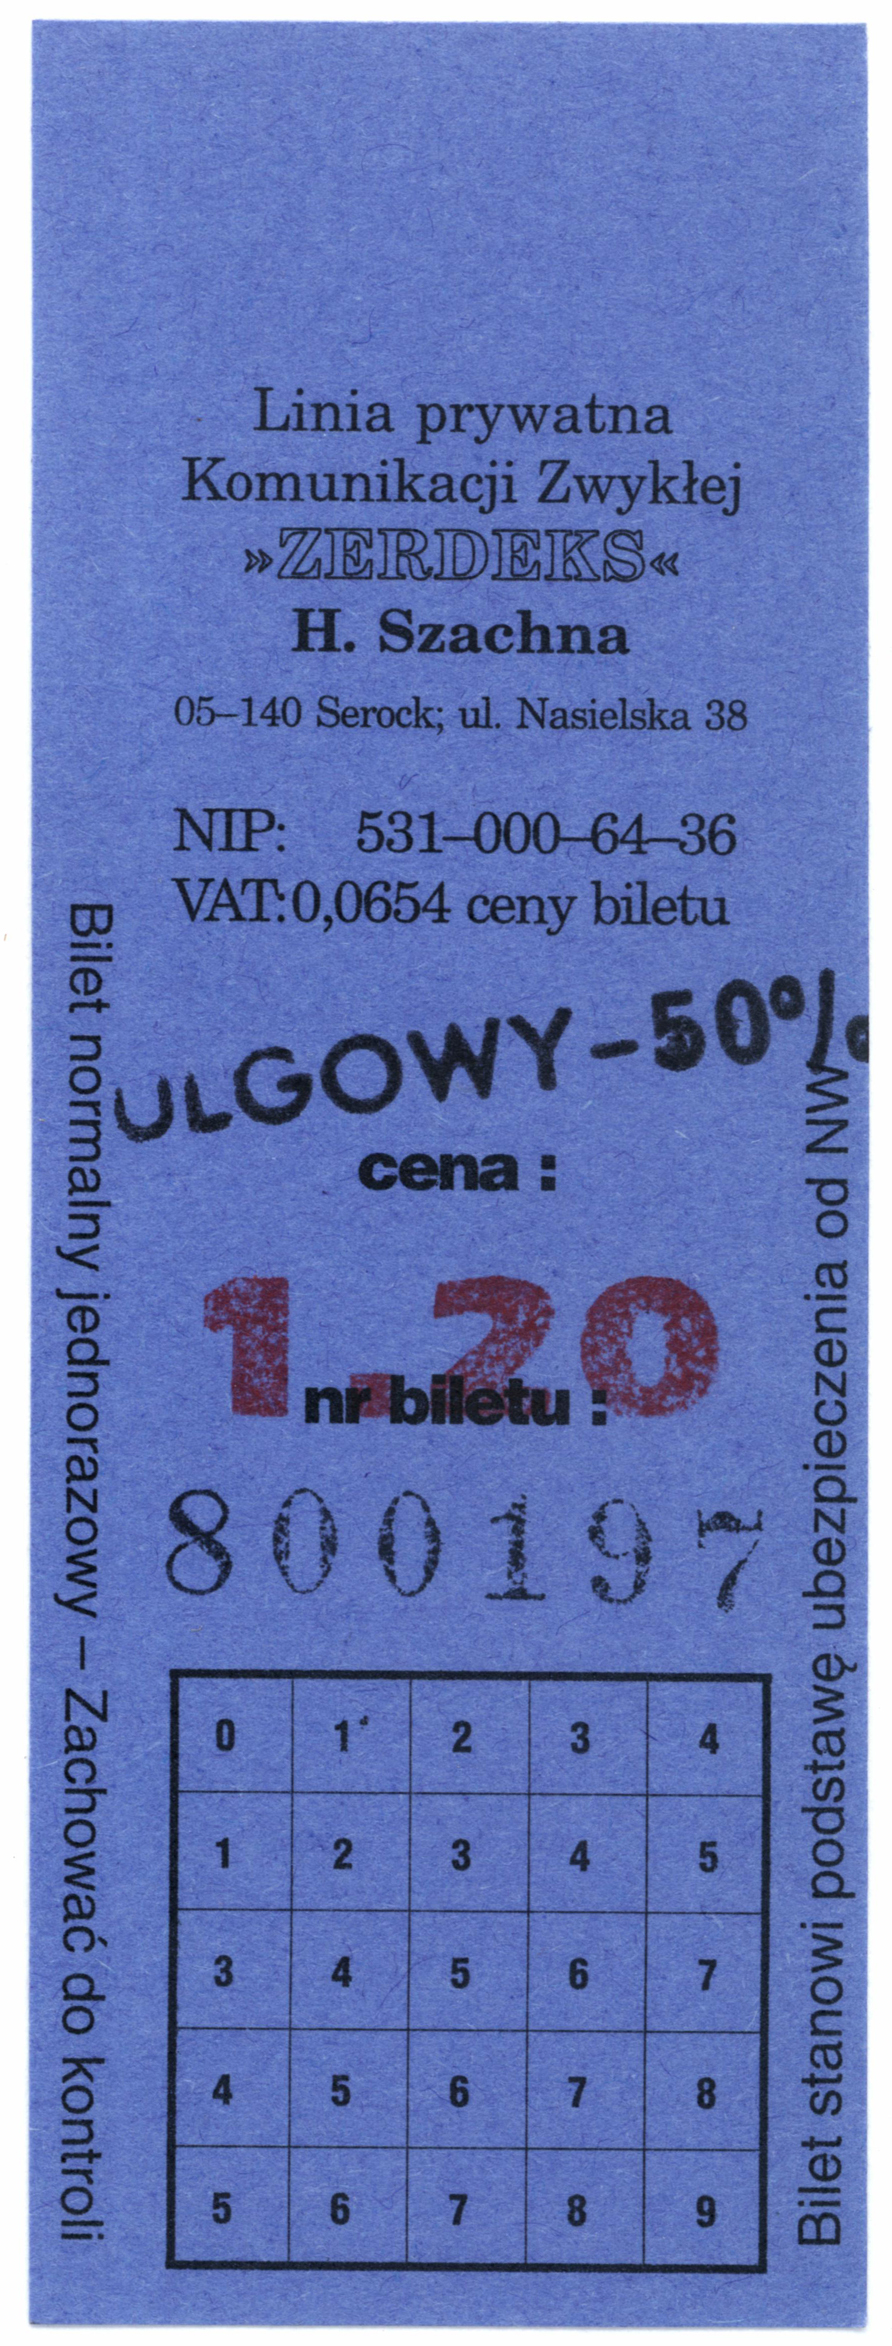 Linia prywatna
Komunikacji Zwykłej
»ZERDEKS«
H. Szachna
05–140 Serock; ul. Nasielska 38
NIP: 531–000–64–36
VAT:0,0654 ceny biletu
ULGOWY-50%
cena :
1.20
nr biletu :
800197
0 1 2 3 4
1 2 3 4 5
3 4 5 6 7
4 5 6 7 8
5 6 7 8 9
Bilet normalny jednorazowy – Zachować do kontroli
Bilet stanowi podstawę ubezpieczenia od NW